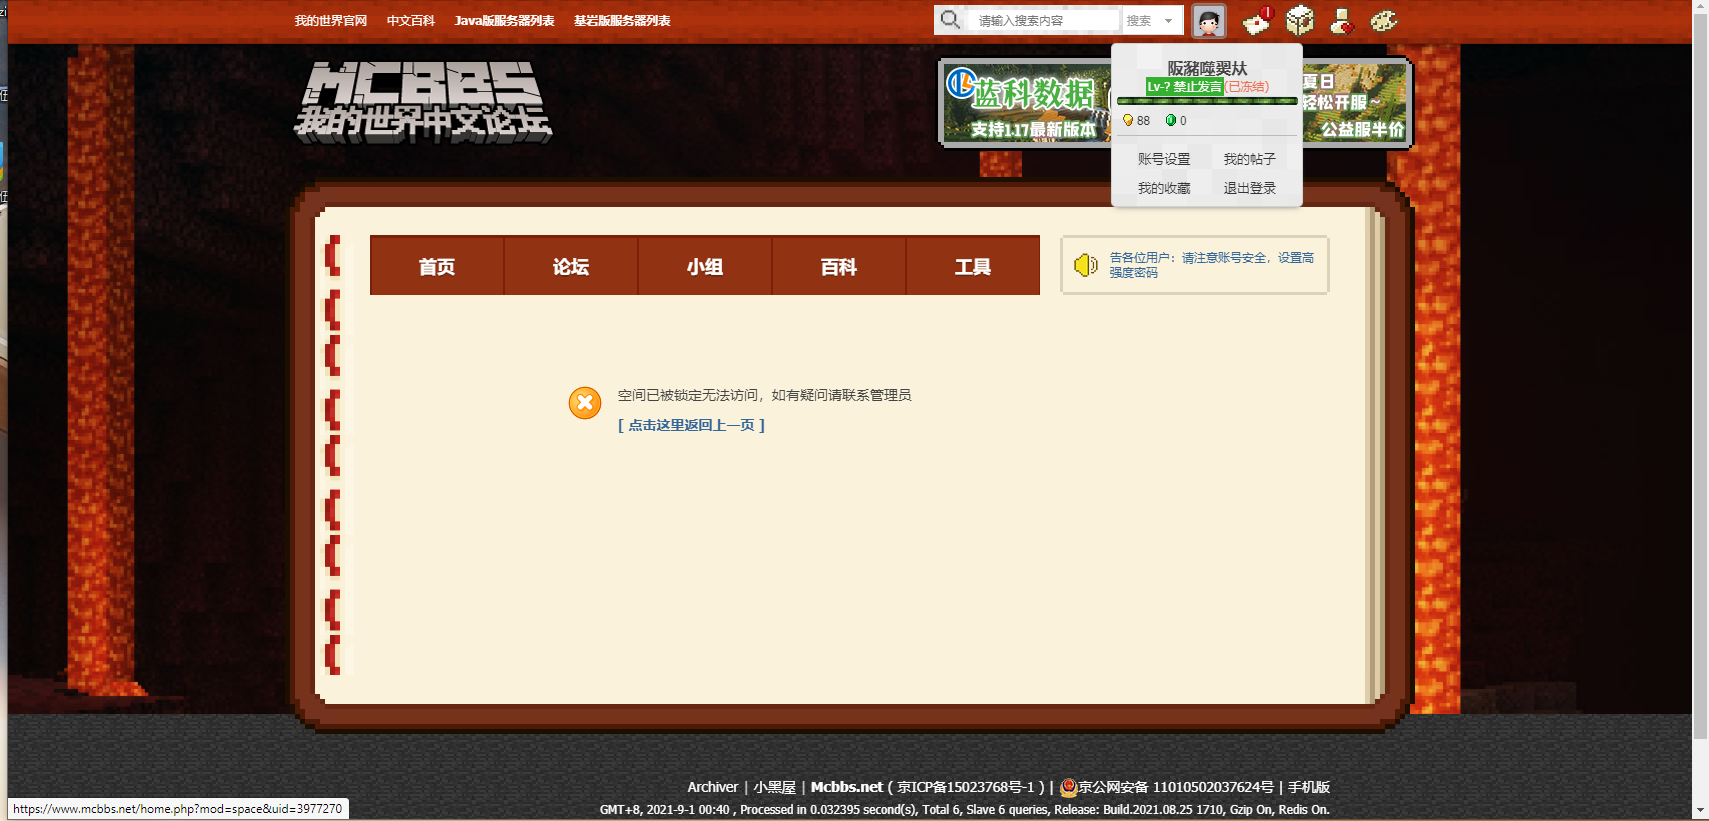 我的世界官网 中文百科 Java版服务器列表 基岩版服务器列表
请输入搜索内容 搜索
MCBBS
我的世界中文论坛
蓝科数据
支持1.17最新版本
夏日
轻松开服~
公益服半价
Lv-? 禁止发言(已冻结)
88 0
账号设置 我的帖子
我的收藏 退出登录
首页 论坛 小组 百科 工具
告各位用户：请注意账号安全，设置高
强度密码
空间已被锁定无法访问，如有疑问请联系管理员
[ 点击这里返回上一页 ]
Archiver | 小黑屋 | Mcbbs.net ( 京ICP备15023768号-1 ) | 京公网安备 11010502037624号 | 手机版
GMT+8, 2021-9-1 00:40 , Processed in 0.032395 second(s), Total 6, Slave 6 queries, Release: Build.2021.08.25 1710, Gzip On, Redis On.
https://www.mcbbs.net/home.php?mod=space&uid=3977270